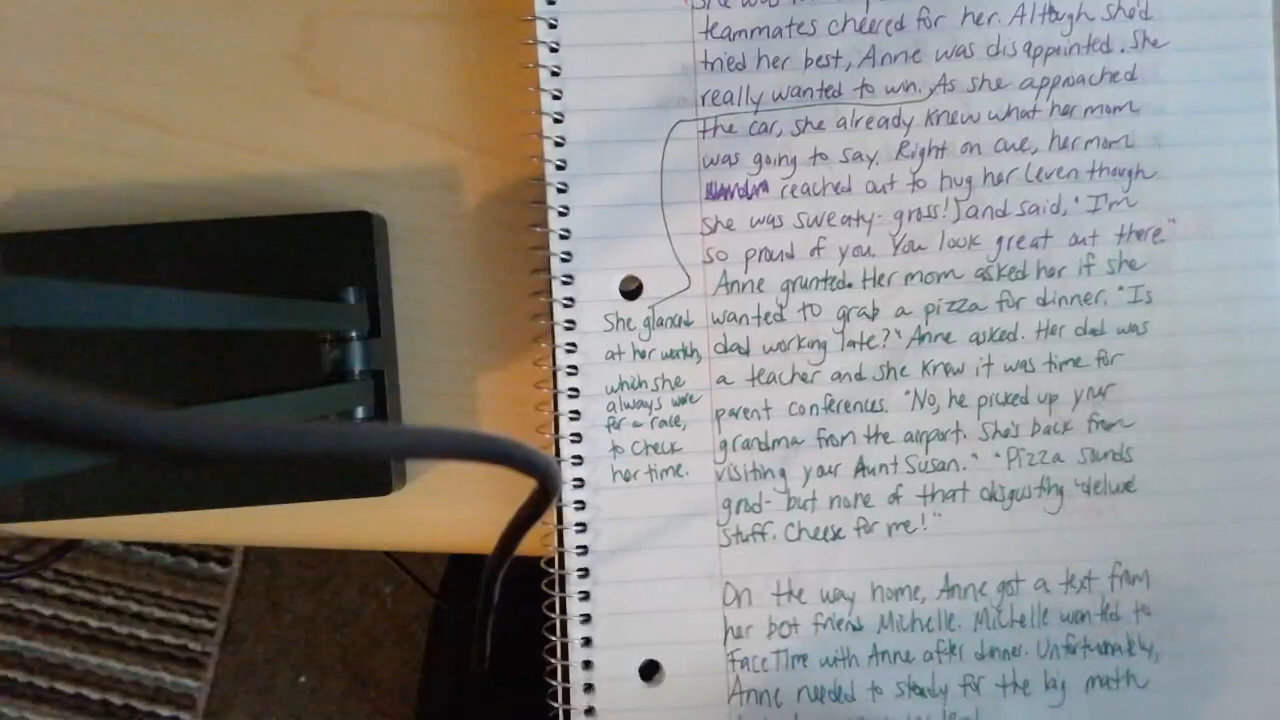 teammates cheered for her. Although she'd
tried her best, Anne was disappointed. She
really wanted to win. As she approached
the car, she already knew what her mom
was going to say. Right on cue, her mom
reached out to hug her (even though
she was sweaty - gross!) and said, "I'm
so proud of you. You look great out there."
Anne grunted. Her mom asked her if she
wanted to grab a pizza for dinner. "Is
dad working late?" Anne asked. Her dad was
a teacher and she knew it was time for
parent conferences. "No, he picked up your
grandma from the airport. She's back from
visiting your Aunt Susan." "Pizza sounds
good - but none of that disgusting "deluxe"
stuff. Cheese for me!"
She glanced
at her watch,
which she
always wore
for a race,
to check
her time.
On the way home, Anne got a text from
her best friend Michelle. Michelle wanted to
FaceTime with Anne after dinner. Unfortunately,
Anne needed to study for the big math